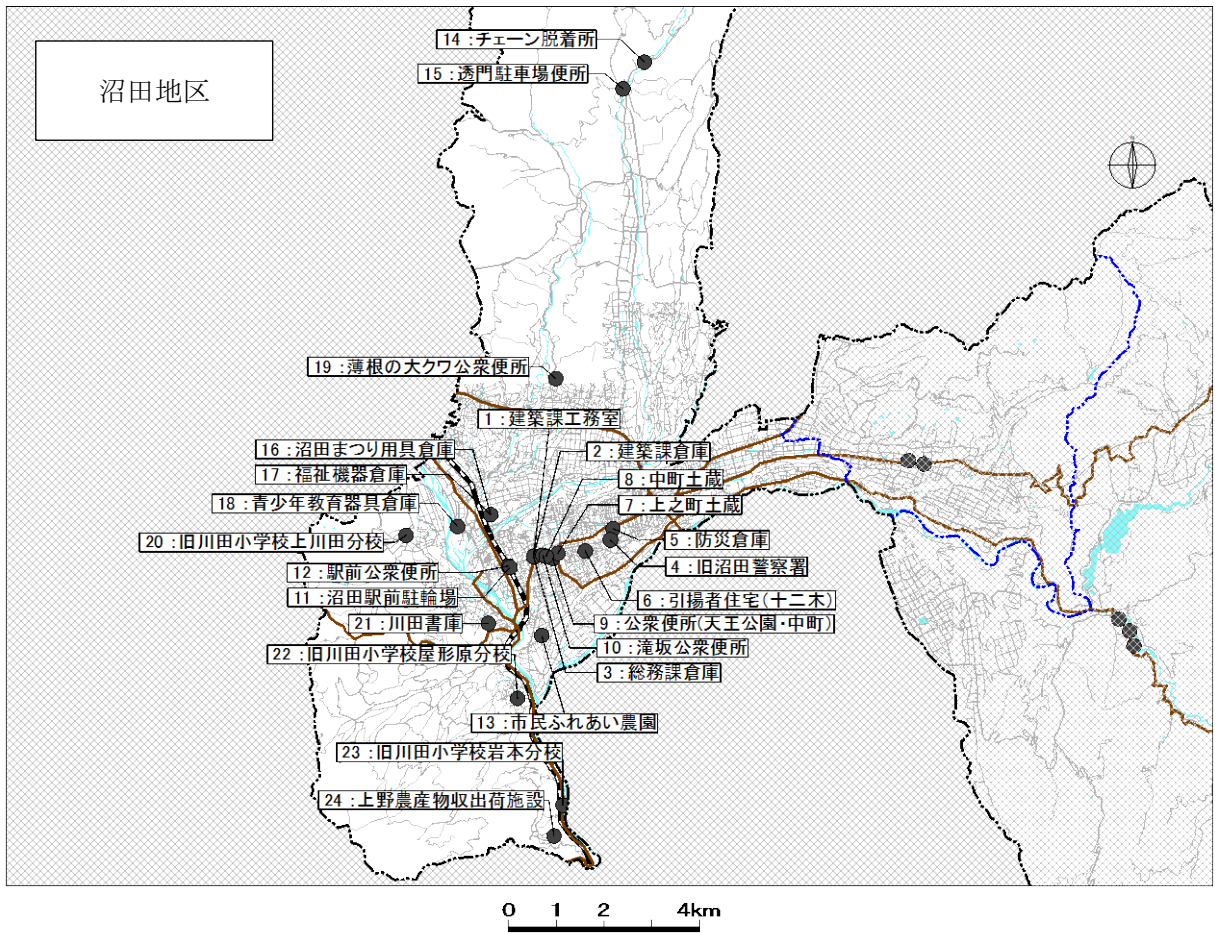 沼田地区
14：チェーン脱着所
15：透門駐車場便所
19：薄根の大クワ公衆便所
1：建築課工務室
16：沼田まつり用具倉庫
2：建築課倉庫
17：福祉機器倉庫
8：中町土蔵
18：青少年教育器具倉庫
7：上之町土蔵
20：旧川田小学校上川田分校
5：防災倉庫
4：旧沼田警察署
12：駅前公衆便所
11：沼田駅前駐輪場
6：引揚者住宅(十二木)
21：川田書庫
9：公衆便所(天王公園・中町)
22：旧川田小学校屋形原分校
10：滝坂公衆便所
3：総務課倉庫
13：市民ふれあい農園
23：旧川田小学校岩本分校
24：上野農産物収出荷施設
0 1 2 4km